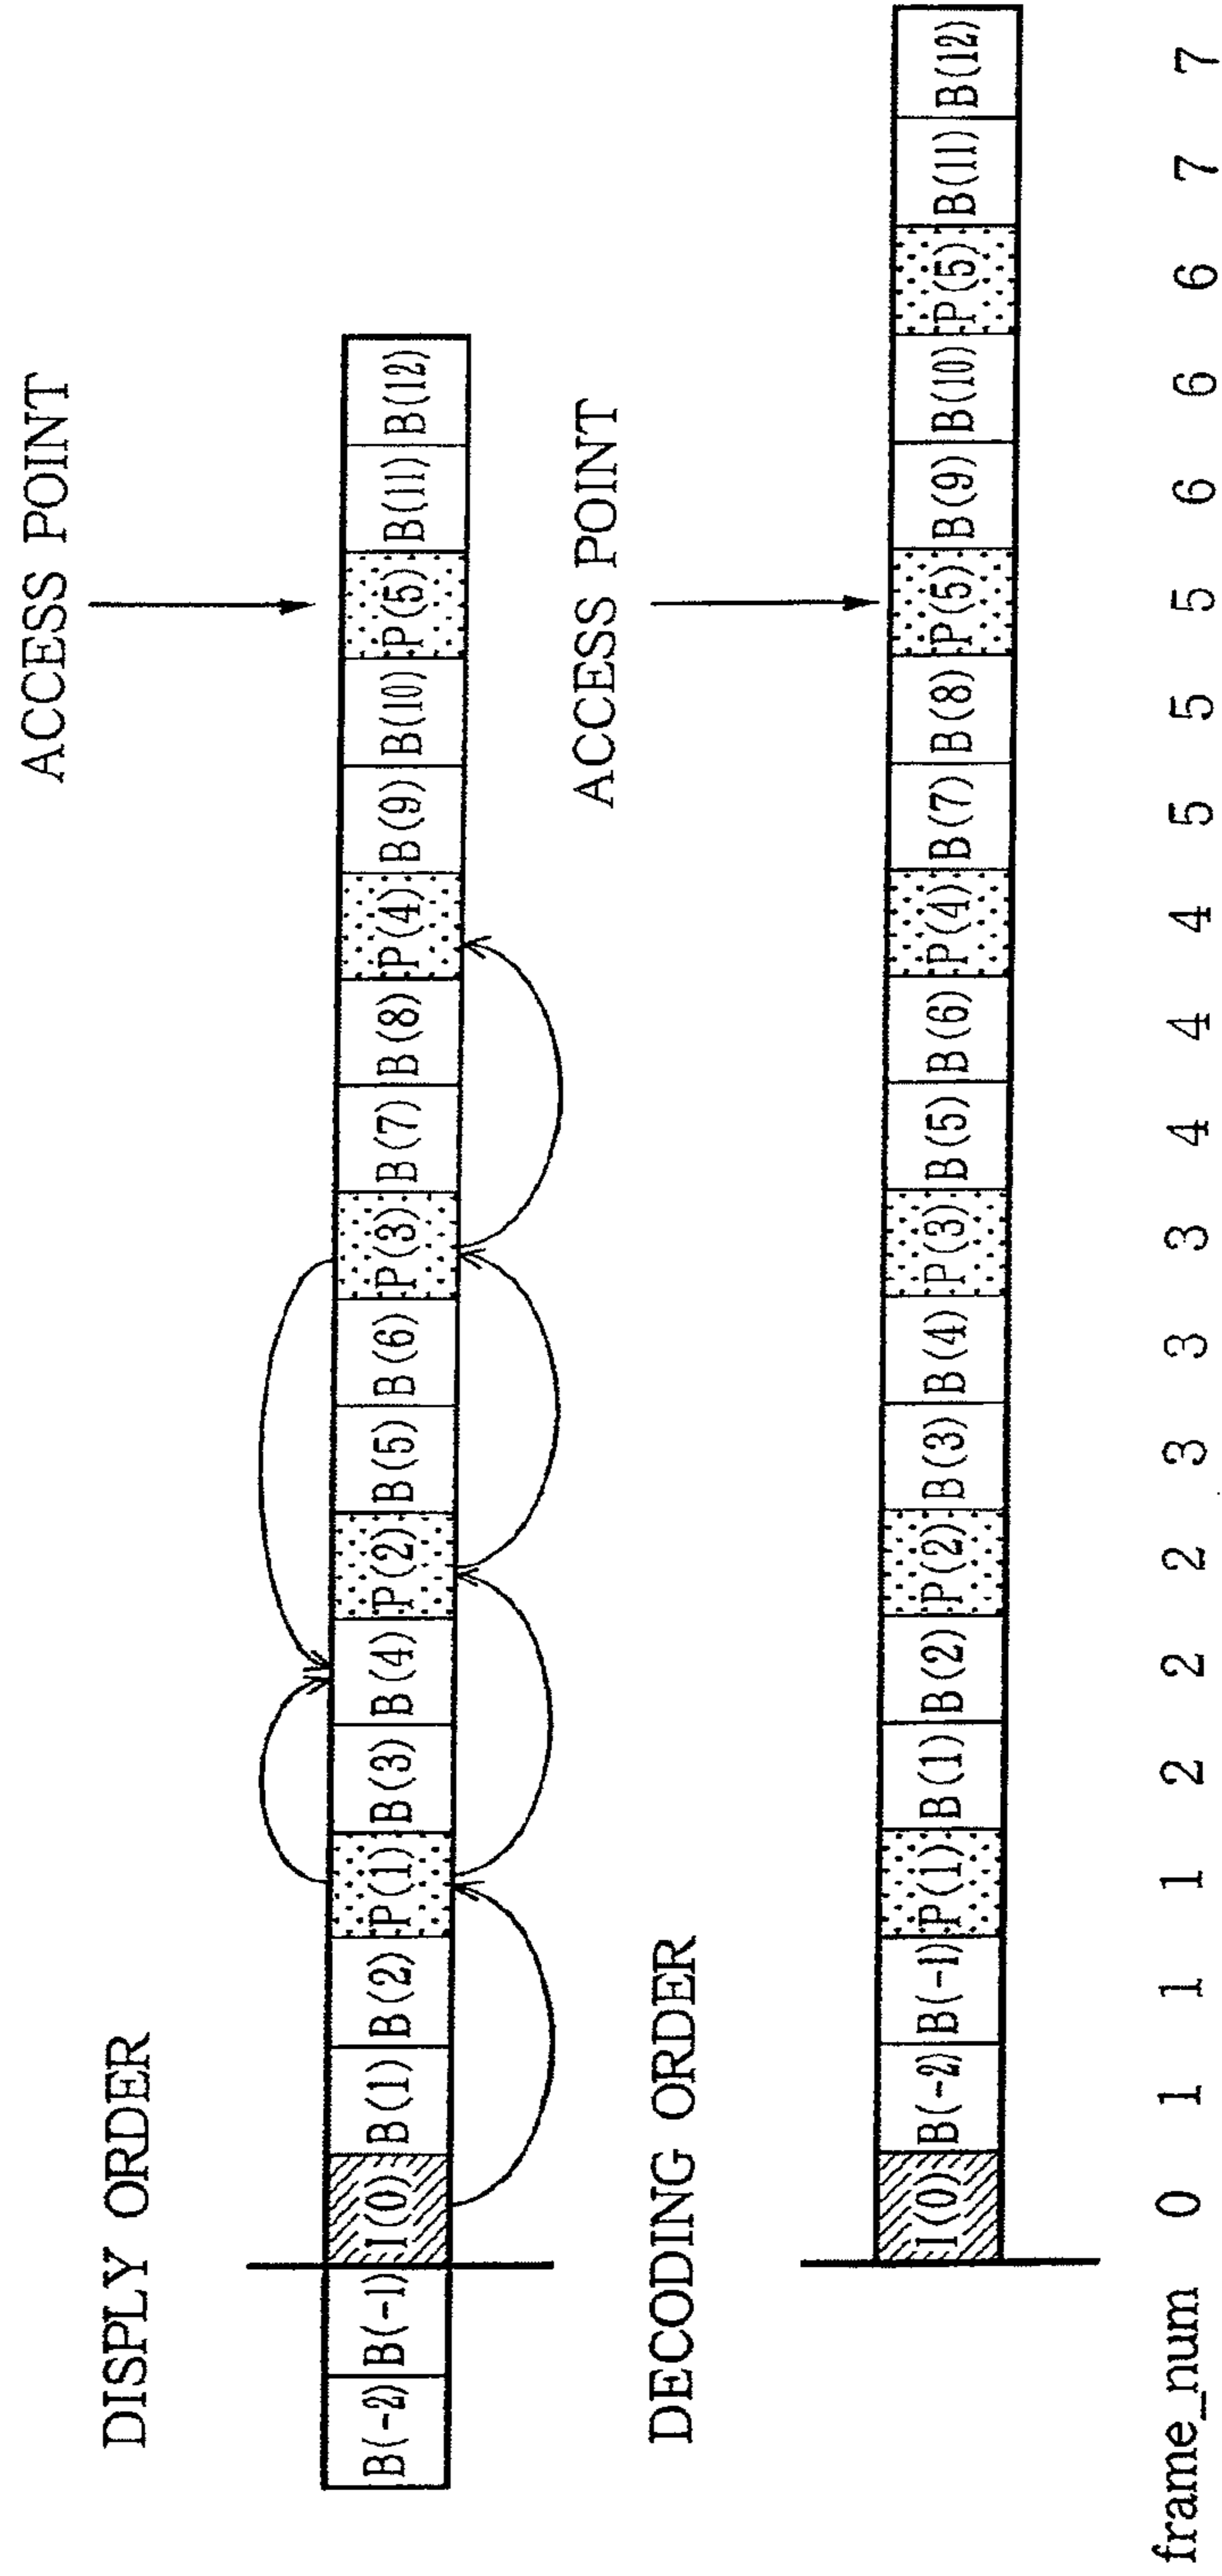 ACCESS POINT
DISPLY ORDER
B(-2) B(-1) I(0) B(1) B(2) P(1) B(3) B(4) P(2) B(5) B(6) P(3) B(7) B(8) P(4) B(9) B(10) P(5) B(11) B(12)
ACCESS POINT
DECODING ORDER
I(0) B(-2) B(-1) P(1) B(1) B(2) P(2) B(3) B(4) P(3) B(5) B(6) P(4) B(7) B(8) P(5) B(9) B(10) P(5) B(11) B(12)
frame_num 0 1 1 1 2 2 2 3 3 3 4 4 4 5 5 5 6 6 6 7 7